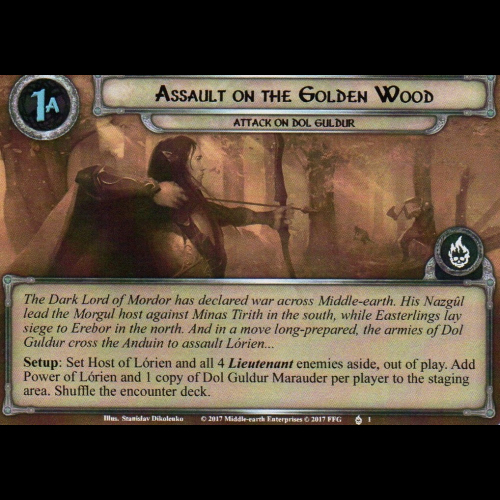 1A
ASSAULT ON THE GOLDEN WOOD
ATTACK ON DOL GULDUR
The Dark Lord of Mordor has declared war across Middle-earth. His Nazgûl
lead the Morgul host against Minas Tirith in the south, while Easterlings lay
siege to Erebor in the north. And in a move long-prepared, the armies of Dol
Guldur cross the Anduin to assault Lórien...
Setup: Set Host of Lórien and all 4 Lieutenant enemies aside, out of play. Add
Power of Lórien and 1 copy of Dol Guldur Marauder per player to the staging
area. Shuffle the encounter deck.
Illus. Stanislav Dikolenko © 2017 Middle-earth Enterprises © 2017 FFG 1